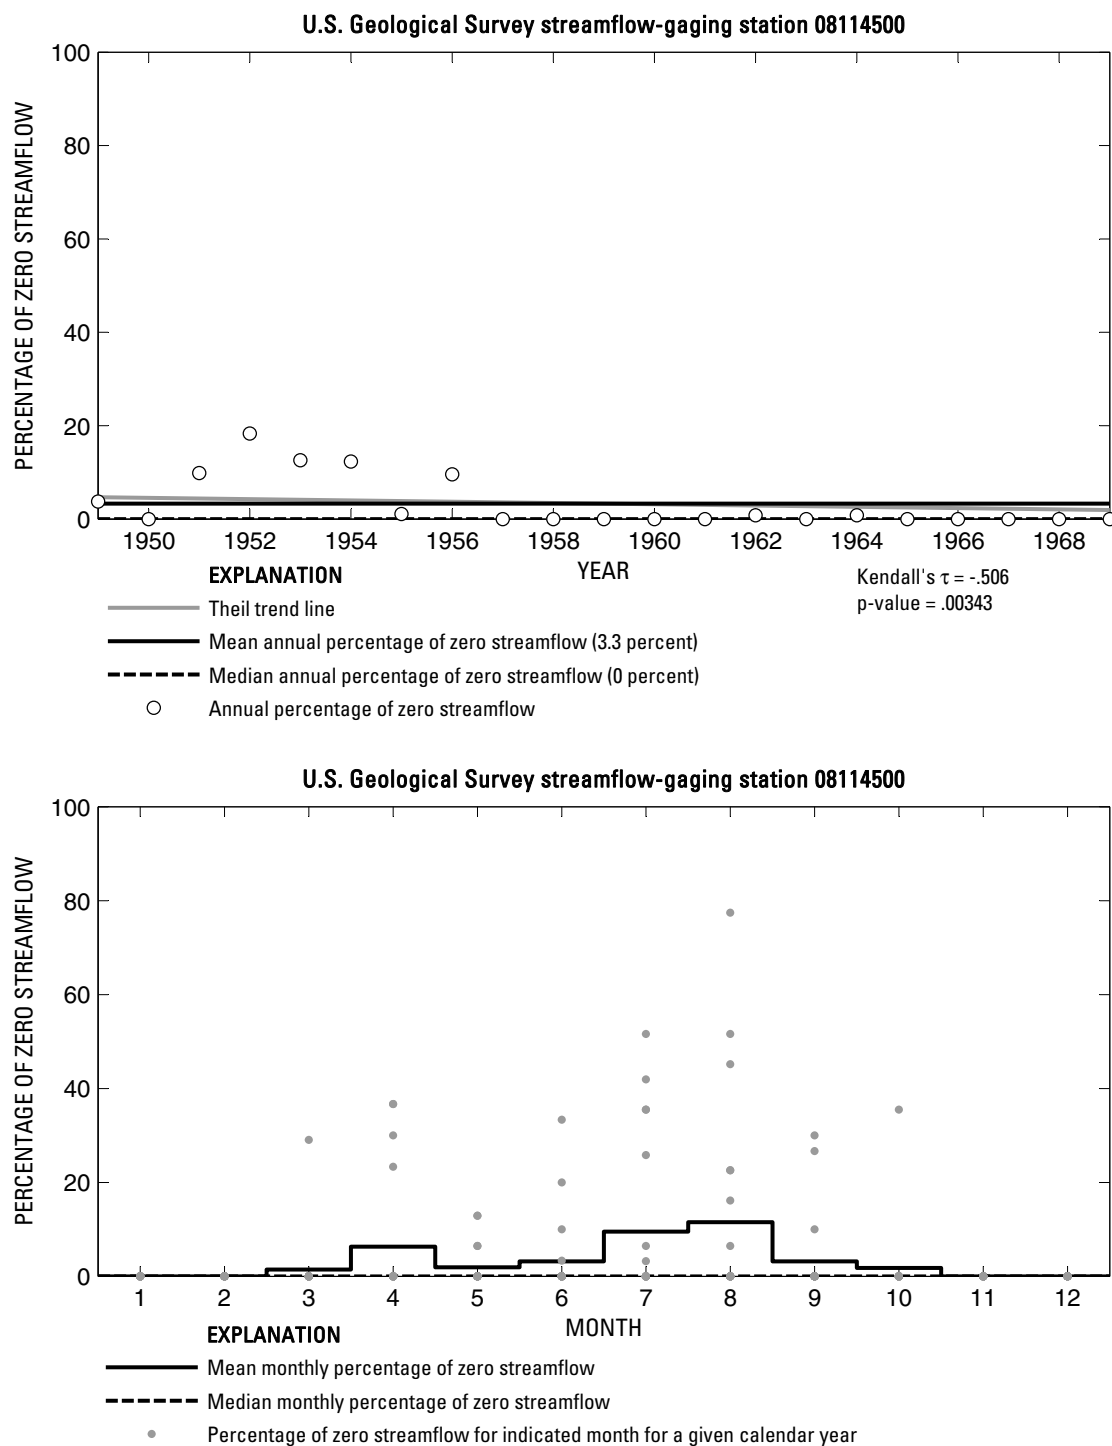 U.S. Geological Survey streamflow-gaging station 08114500
PERCENTAGE OF ZERO STREAMFLOW
100
80
60
40
20
0
1950 1952 1954 1956 1958 1960 1962 1964 1966 1968
YEAR
EXPLANATION
Theil trend line
Mean annual percentage of zero streamflow (3.3 percent)
Median annual percentage of zero streamflow (0 percent)
Annual percentage of zero streamflow
Kendall's τ = -.506
p-value = .00343
U.S. Geological Survey streamflow-gaging station 08114500
PERCENTAGE OF ZERO STREAMFLOW
100
80
60
40
20
0
1 2 3 4 5 6 7 8 9 10 11 12
MONTH
EXPLANATION
Mean monthly percentage of zero streamflow
Median monthly percentage of zero streamflow
Percentage of zero streamflow for indicated month for a given calendar year